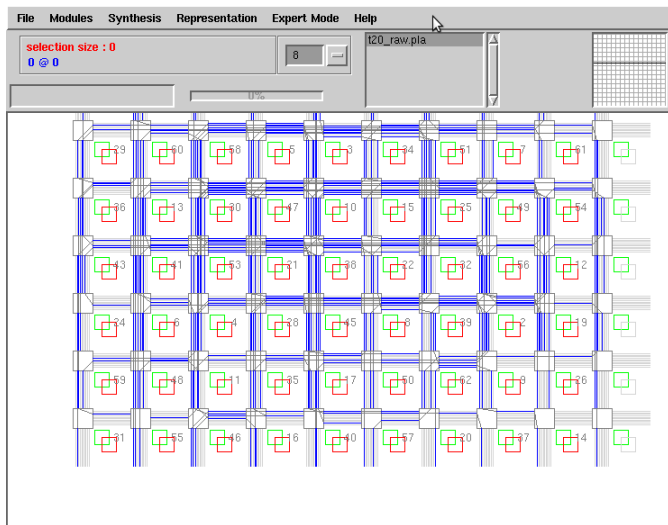 File Modules Synthesis Representation Expert Mode Help
selection size : 0
0 @ 0
8
t20_raw.pla
0%
29 60 58 5 3 34 51 7 61
36 13 30 47 10 15 25 49 54
43 41 53 21 38 22 32 56 12
24 6 4 28 45 8 39 2 19
59 48 11 35 17 50 62 9 26
31 55 46 16 40 57 20 37 14